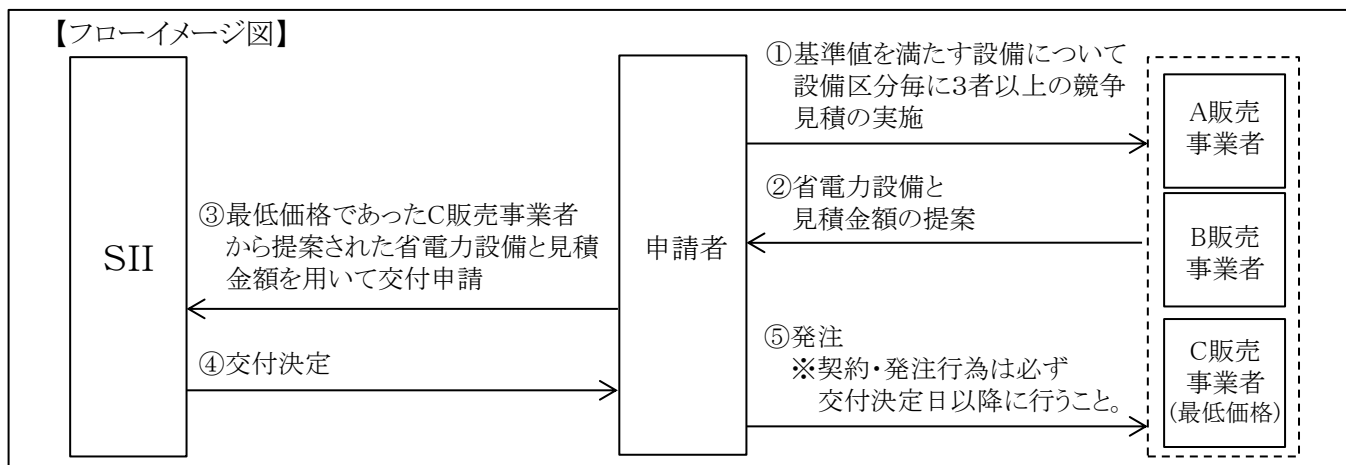 【フローイメージ図】
SII
申請者
①基準値を満たす設備について
設備区分毎に3者以上の競争
見積の実施
②省電力設備と
見積金額の提案
③最低価格であったC販売事業者
から提案された省電力設備と見積
金額を用いて交付申請
④交付決定
⑤発注
※契約・発注行為は必ず
交付決定日以降に行うこと。
A販売
事業者
B販売
事業者
C販売
事業者
(最低価格)